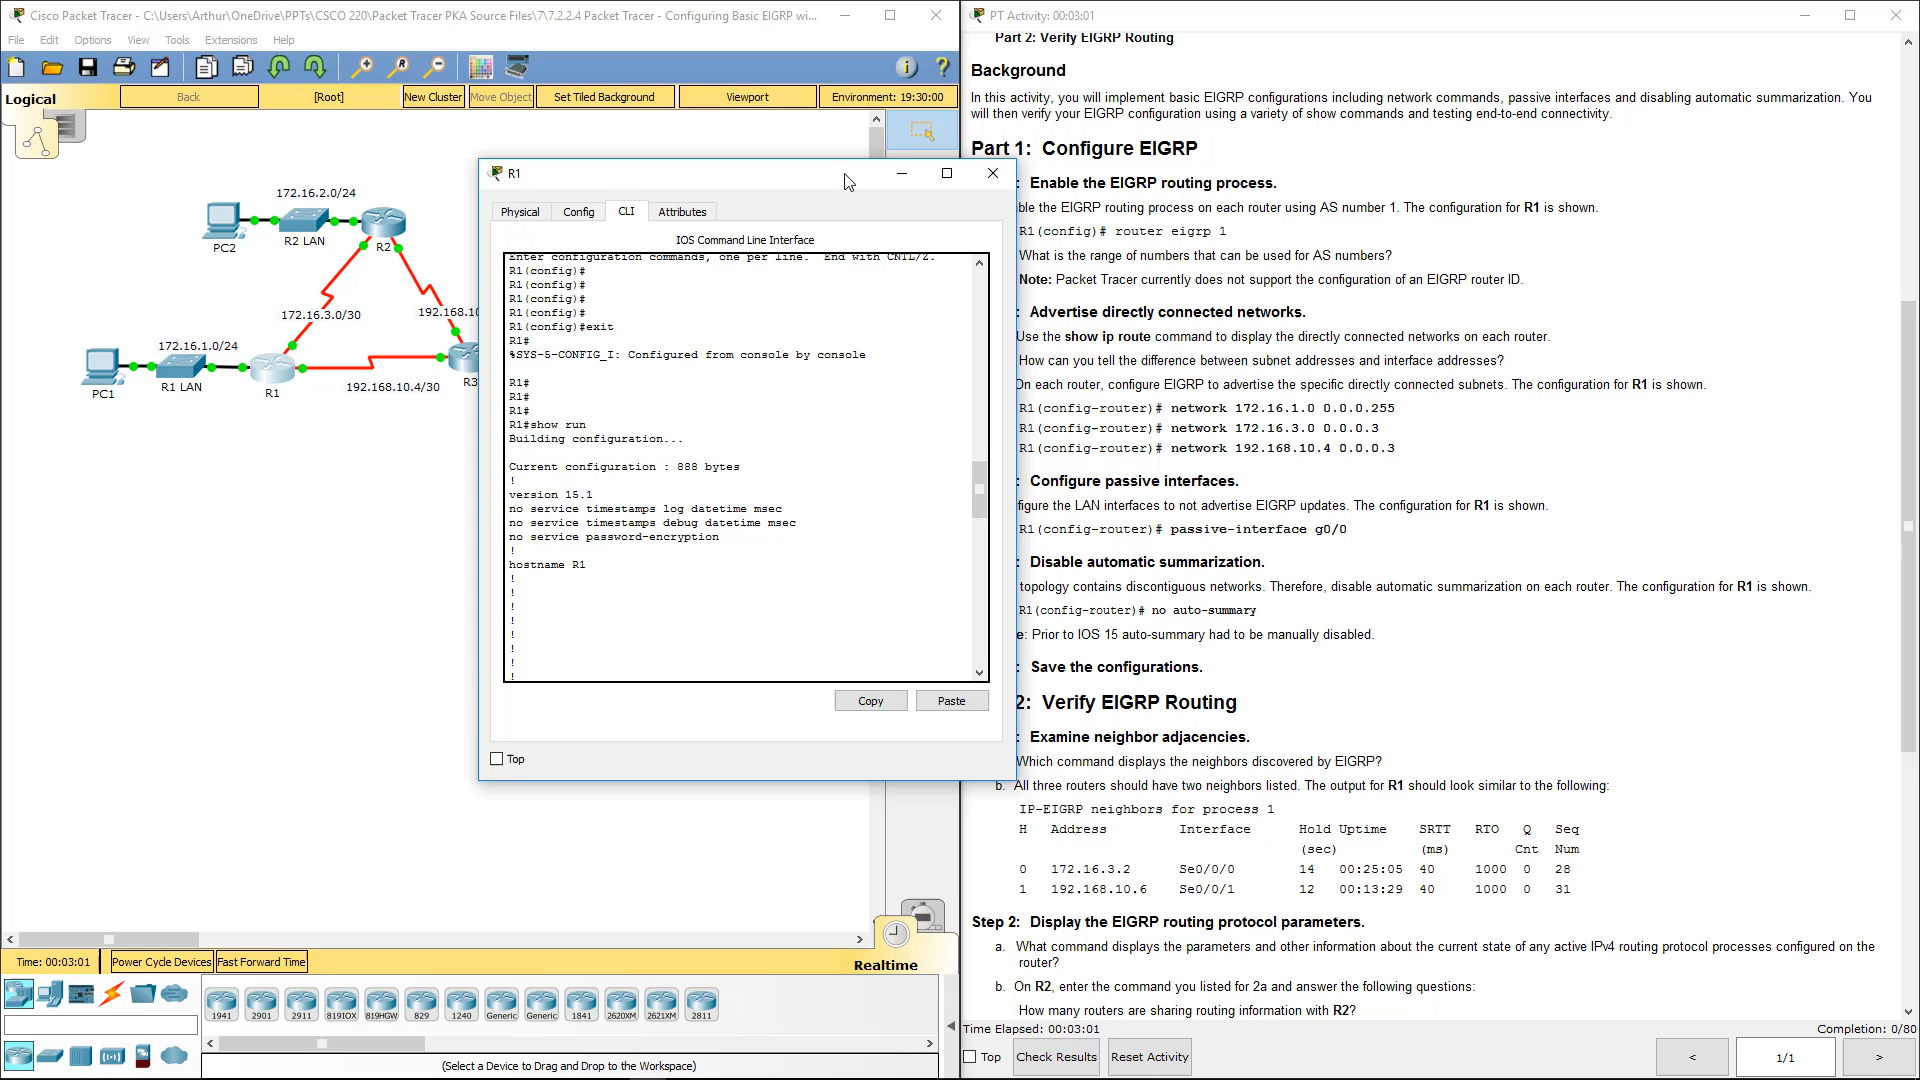 Cisco Packet Tracer - C:\Users\Arthur\OneDrive\PPTs\CSCO 220\Packet Tracer PKA Source Files\7\7.2.2.4 Packet Tracer - Configuring Basic EIGRP wi...
File Edit Options View Tools Extensions Help
Logical
Back
[Root]
New Cluster
Move Object
Set Tiled Background
Viewport
Environment: 19:30:00
172.16.2.0/24
PC2
R2 LAN
R2
172.16.3.0/30
192.168.10
172.16.1.0/24
PC1
R1 LAN
R1
192.168.10.4/30
R3
R1
Physical Config CLI Attributes
IOS Command Line Interface
Enter configuration commands, one per line. End with CNTL/Z.
R1(config)#
R1(config)#
R1(config)#
R1(config)#
R1(config)#exit
R1#
%SYS-5-CONFIG_I: Configured from console by console
R1#
R1#
R1#
R1#show run
Building configuration...
Current configuration : 888 bytes
!
version 15.1
no service timestamps log datetime msec
no service timestamps debug datetime msec
no service password-encryption
!
hostname R1
!
!
!
!
!
!
!
!
Copy
Paste
Top
Time: 00:03:01
Power Cycle Devices
Fast Forward Time
Realtime
1941 2901 2911 819IOX 819HGW 829 1240 Generic Generic 1841 2620XM 2621XM 2811
(Select a Device to Drag and Drop to the Workspace)
PT Activity: 00:03:01
Part 2: Verify EIGRP Routing
Background
In this activity, you will implement basic EIGRP configurations including network commands, passive interfaces and disabling automatic summarization. You
will then verify your EIGRP configuration using a variety of show commands and testing end-to-end connectivity.
Part 1: Configure EIGRP
: Enable the EIGRP routing process.
ble the EIGRP routing process on each router using AS number 1. The configuration for R1 is shown.
R1(config)# router eigrp 1
What is the range of numbers that can be used for AS numbers?
Note: Packet Tracer currently does not support the configuration of an EIGRP router ID.
: Advertise directly connected networks.
Use the show ip route command to display the directly connected networks on each router.
How can you tell the difference between subnet addresses and interface addresses?
On each router, configure EIGRP to advertise the specific directly connected subnets. The configuration for R1 is shown.
R1(config-router)# network 172.16.1.0 0.0.0.255
R1(config-router)# network 172.16.3.0 0.0.0.3
R1(config-router)# network 192.168.10.4 0.0.0.3
: Configure passive interfaces.
figure the LAN interfaces to not advertise EIGRP updates. The configuration for R1 is shown.
R1(config-router)# passive-interface g0/0
: Disable automatic summarization.
topology contains discontiguous networks. Therefore, disable automatic summarization on each router. The configuration for R1 is shown.
R1(config-router)# no auto-summary
e: Prior to IOS 15 auto-summary had to be manually disabled.
: Save the configurations.
2: Verify EIGRP Routing
: Examine neighbor adjacencies.
Which command displays the neighbors discovered by EIGRP?
b. All three routers should have two neighbors listed. The output for R1 should look similar to the following:
IP-EIGRP neighbors for process 1
H Address Interface Hold Uptime SRTT RTO Q Seq
(sec) (ms) Cnt Num
0 172.16.3.2 Se0/0/0 14 00:25:05 40 1000 0 28
1 192.168.10.6 Se0/0/1 12 00:13:29 40 1000 0 31
Step 2: Display the EIGRP routing protocol parameters.
a. What command displays the parameters and other information about the current state of any active IPv4 routing protocol processes configured on the
router?
b. On R2, enter the command you listed for 2a and answer the following questions:
How many routers are sharing routing information with R2?
Time Elapsed: 00:03:01
Completion: 0/80
Top
Check Results
Reset Activity
<
1/1
>